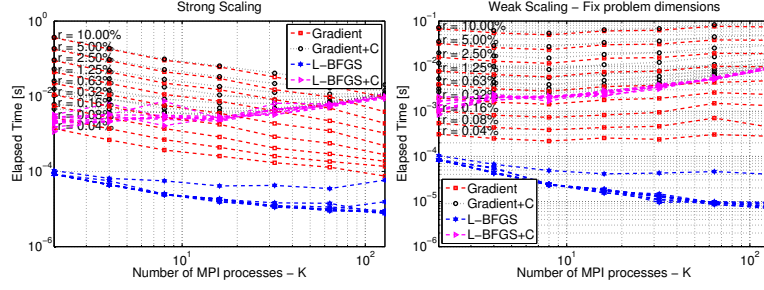 Strong Scaling
10^0
10^-2
10^-4
10^-6
Elapsed Time [s]
r = 10.00%
r = 5.00%
r = 2.50%
r = 1.25%
r = 0.63%
r = 0.32%
r = 0.16%
r = 0.08%
r = 0.04%
Gradient
Gradient+C
L−BFGS
L−BFGS+C
10^1
10^2
Number of MPI processes − K
Weak Scaling − Fix problem dimensions
10^-1
10^-2
10^-3
10^-4
10^-5
10^-6
Elapsed Time [s]
r = 10.00%
r = 5.00%
r = 2.50%
r = 1.25%
r = 0.63%
r = 0.32%
r = 0.16%
r = 0.08%
r = 0.04%
Gradient
Gradient+C
L−BFGS
L−BFGS+C
10^1
10^2
Number of MPI processes − K